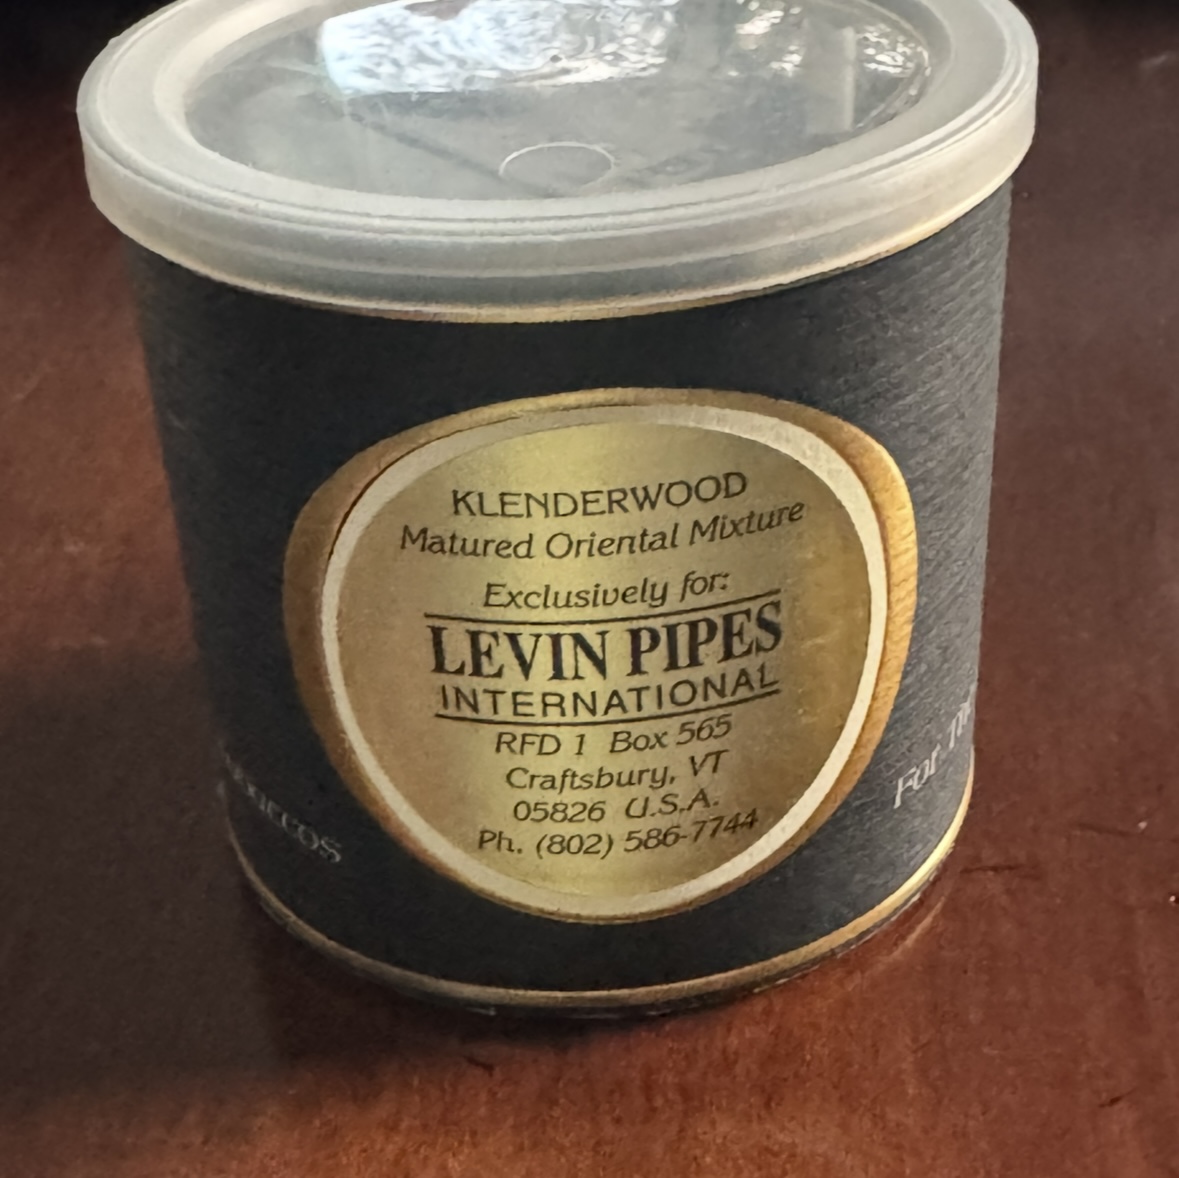 KLENDERWOOD
Matured Oriental Mixture
Exclusively for:
LEVIN PIPES
INTERNATIONAL
RFD 1 Box 565
Craftsbury, VT
05826 U.S.A.
Ph. (802) 586-7744
For